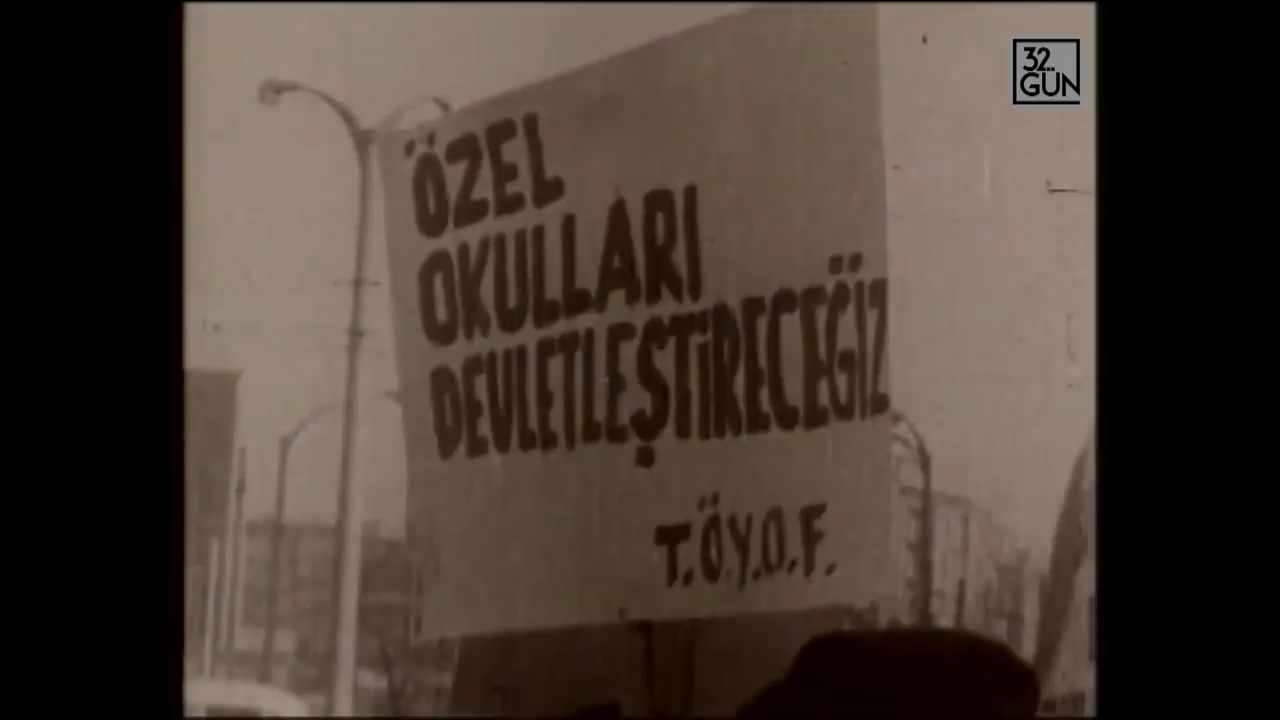 32.
GÜN
ÖZEL
OKULLARI
DEVLETLEŞTİRECEĞİZ
T.Ö.Y.O.F.